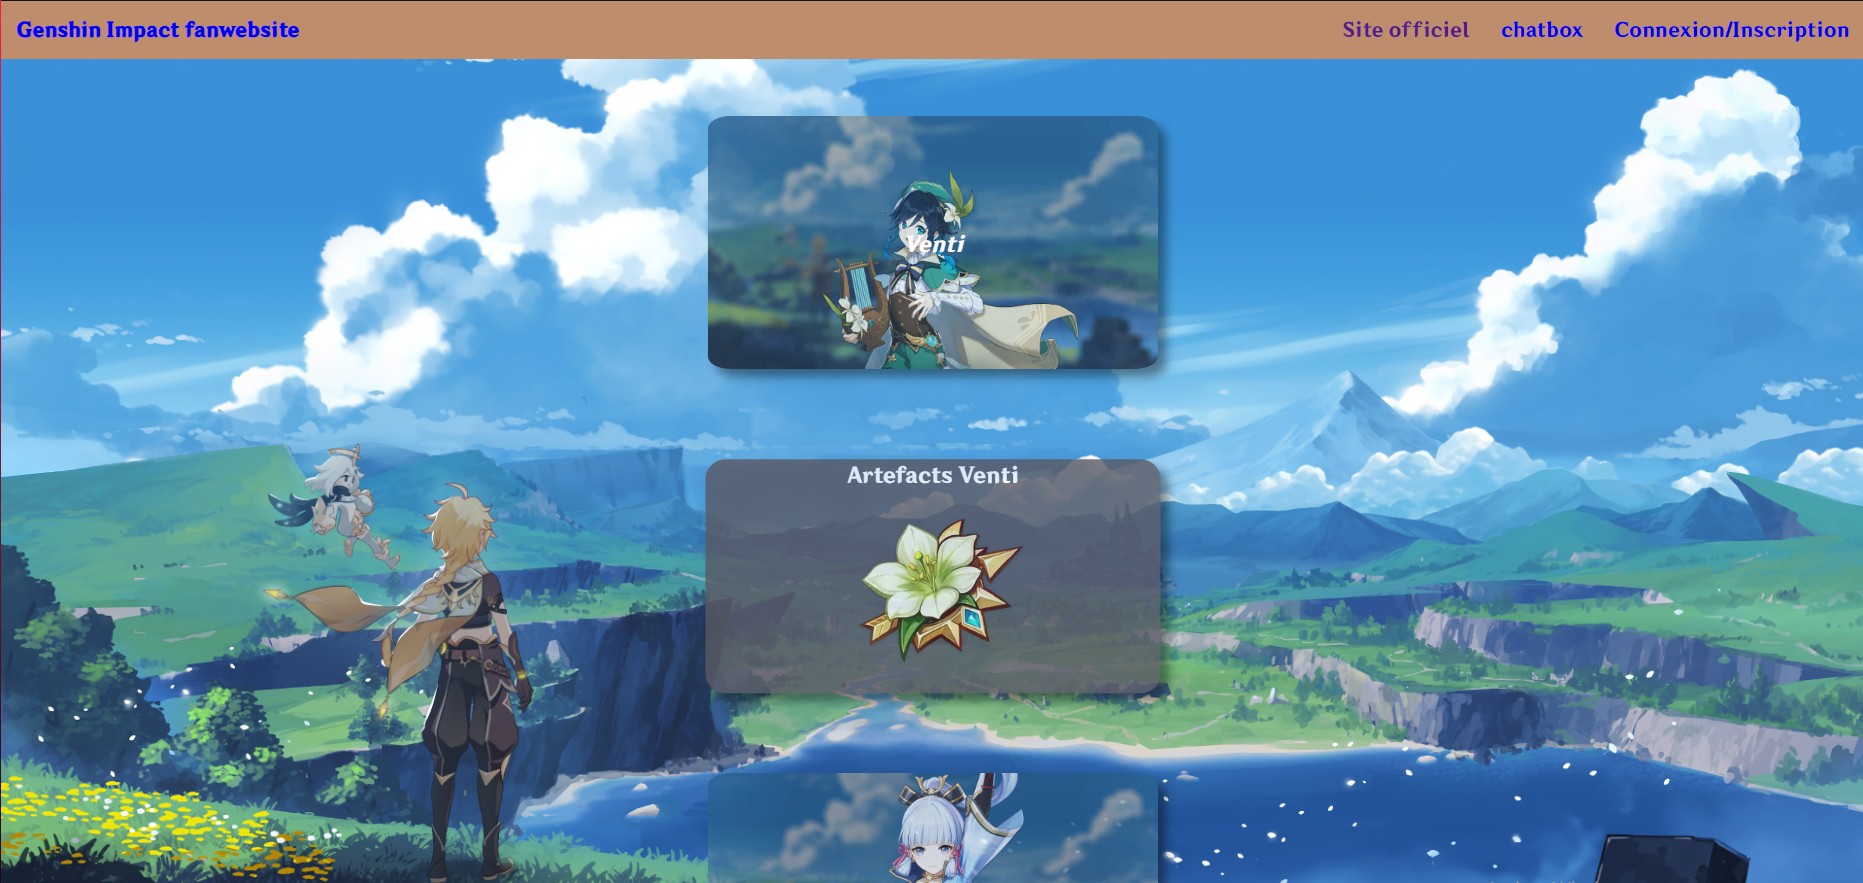 Genshin Impact fanwebsite
Site officiel
chatbox
Connexion/Inscription
Venti
Artefacts Venti